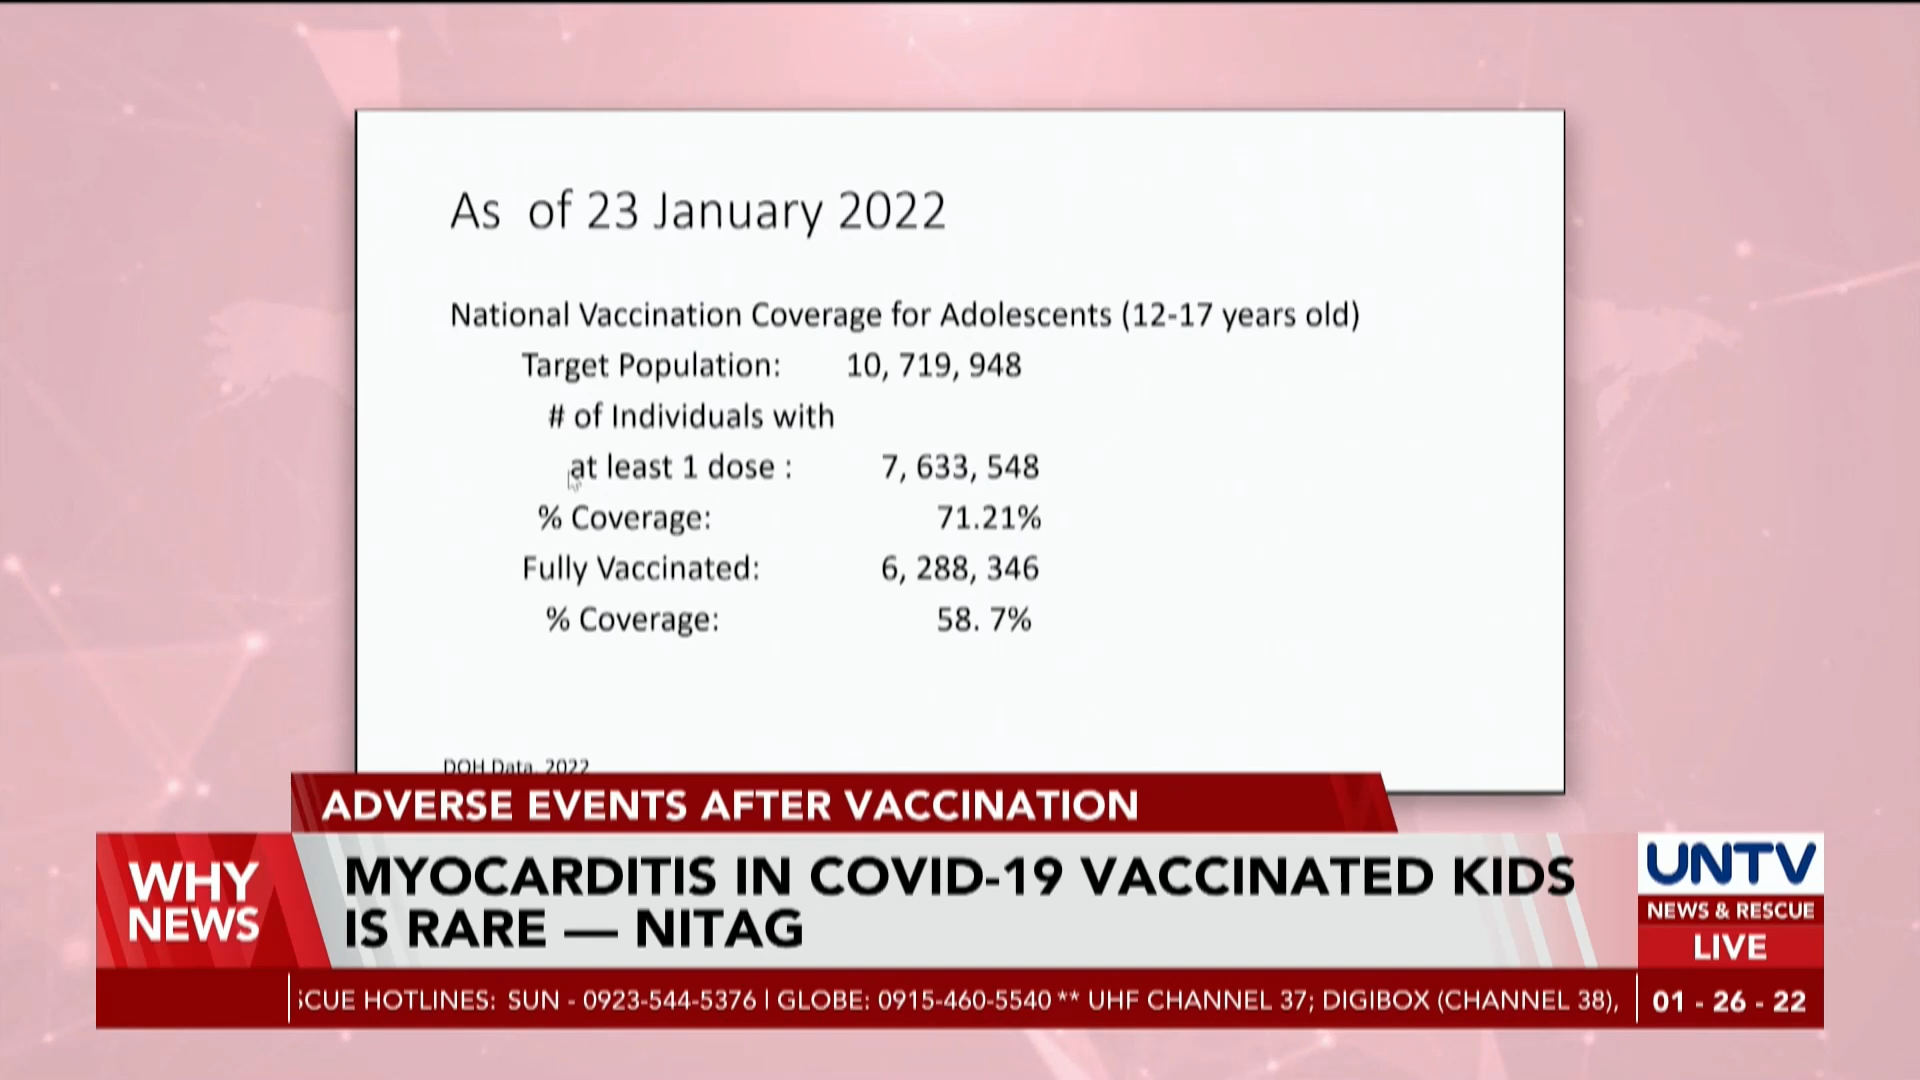 As of 23 January 2022
National Vaccination Coverage for Adolescents (12-17 years old)
Target Population: 10, 719, 948
# of Individuals with
at least 1 dose : 7, 633, 548
% Coverage: 71.21%
Fully Vaccinated: 6, 288, 346
% Coverage: 58. 7%
DOH Data, 2022
ADVERSE EVENTS AFTER VACCINATION
WHY
NEWS
MYOCARDITIS IN COVID-19 VACCINATED KIDS
IS RARE — NITAG
UNTV
NEWS & RESCUE
LIVE
SCUE HOTLINES: SUN - 0923-544-5376 | GLOBE: 0915-460-5540 ** UHF CHANNEL 37; DIGIBOX (CHANNEL 38),
01 - 26 - 22